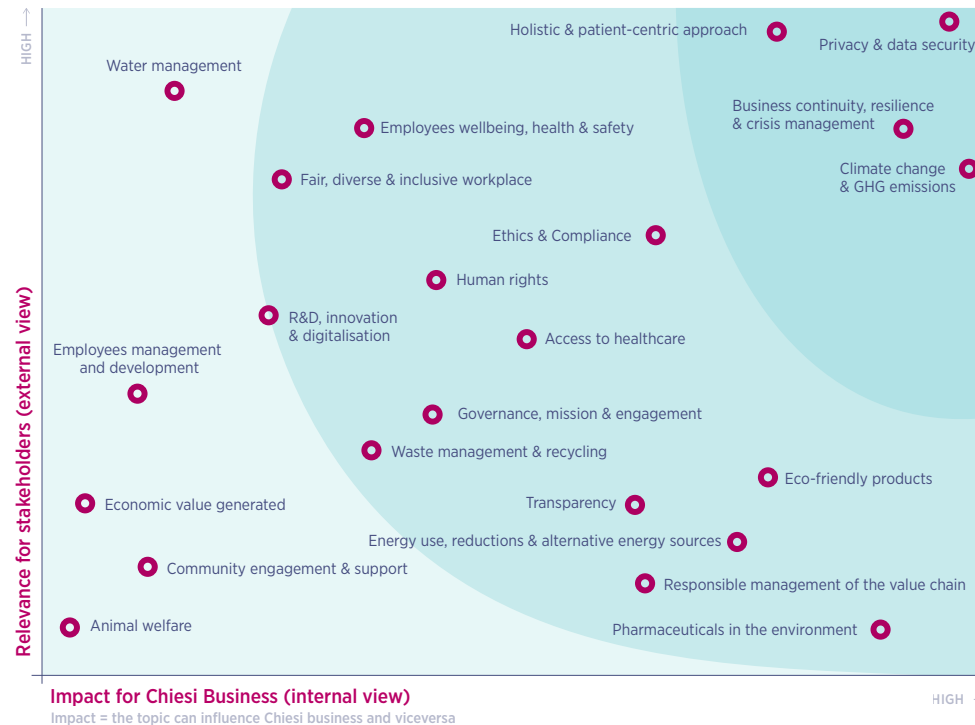 HIGH
Holistic & patient-centric approach
Privacy & data security
Water management
Business continuity, resilience
& crisis management
Employees wellbeing, health & safety
Climate change
& GHG emissions
Fair, diverse & inclusive workplace
Ethics & Compliance
Human rights
R&D, innovation
& digitalisation
Access to healthcare
Employees management
and development
Governance, mission & engagement
Waste management & recycling
Eco-friendly products
Economic value generated
Transparency
Energy use, reductions & alternative energy sources
Community engagement & support
Responsible management of the value chain
Animal welfare
Pharmaceuticals in the environment
Relevance for stakeholders (external view)
Impact for Chiesi Business (internal view)
HIGH
Impact = the topic can influence Chiesi business and viceversa